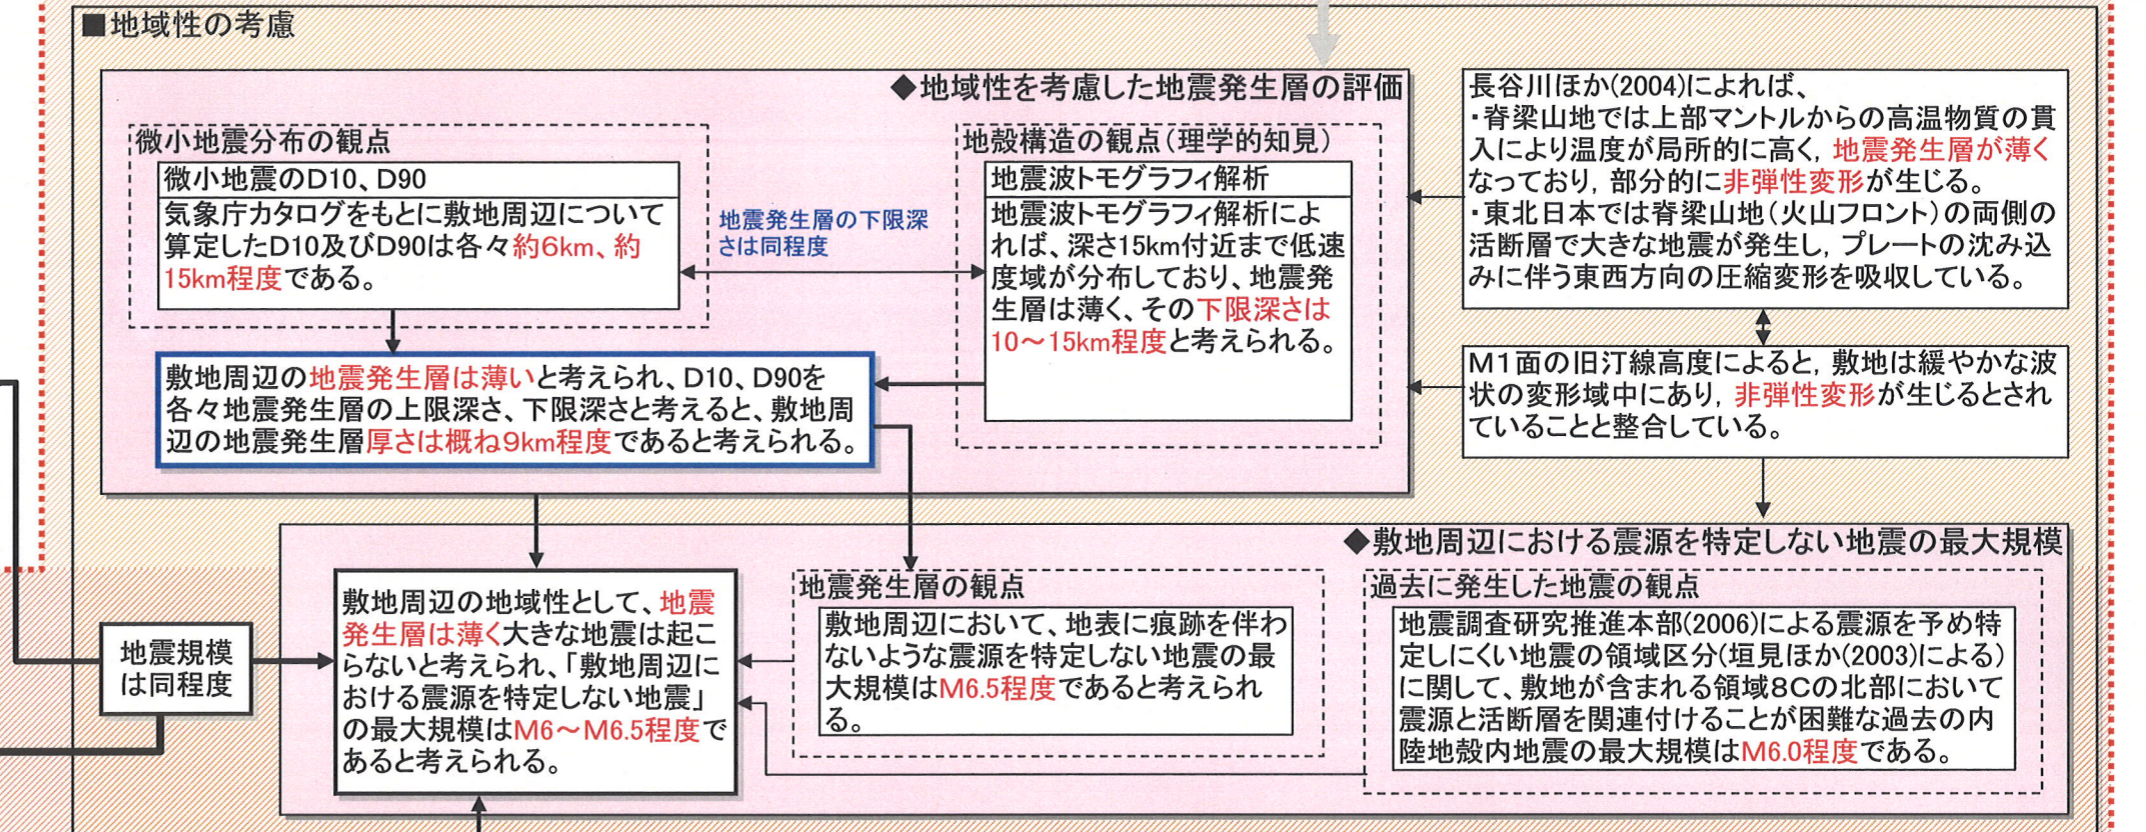 ■地域性の考慮
◆地域性を考慮した地震発生層の評価
微小地震分布の観点
微小地震のD10、D90
気象庁カタログをもとに敷地周辺について
算定したD10及びD90は各々約6km、約
15km程度である。
地震発生層の下限深
さは同程度
地殻構造の観点(理学的知見)
地震波トモグラフィ解析
地震波トモグラフィ解析によ
れば、深さ15km付近まで低速
度域が分布しており、地震発
生層は薄く、その下限深さは
10～15km程度と考えられる。
敷地周辺の地震発生層は薄いと考えられ、D10、D90を
各々地震発生層の上限深さ、下限深さと考えると、敷地周
辺の地震発生層厚さは概ね9km程度であると考えられる。
長谷川ほか(2004)によれば、
・脊梁山地では上部マントルからの高温物質の貫
入により温度が局所的に高く, 地震発生層が薄く
なっており, 部分的に非弾性変形が生じる。
・東北日本では脊梁山地(火山フロント)の両側の
活断層で大きな地震が発生し, プレートの沈み込
みに伴う東西方向の圧縮変形を吸収している。
M1面の旧汀線高度によると, 敷地は緩やかな波
状の変形域中にあり, 非弾性変形が生じるとされ
ていることと整合している。
◆敷地周辺における震源を特定しない地震の最大規模
地震規模
は同程度
敷地周辺の地域性として、地震
発生層は薄く大きな地震は起こ
らないと考えられ、「敷地周辺に
おける震源を特定しない地震」
の最大規模はM6～M6.5程度で
あると考えられる。
地震発生層の観点
敷地周辺において、地表に痕跡を伴わ
ないような震源を特定しない地震の最
大規模はM6.5程度であると考えられ
る。
過去に発生した地震の観点
地震調査研究推進本部(2006)による震源を予め特
定しにくい地震の領域区分(垣見ほか(2003)による)
に関して、敷地が含まれる領域8Cの北部において
震源と活断層を関連付けることが困難な過去の内
陸地殻内地震の最大規模はM6.0程度である。